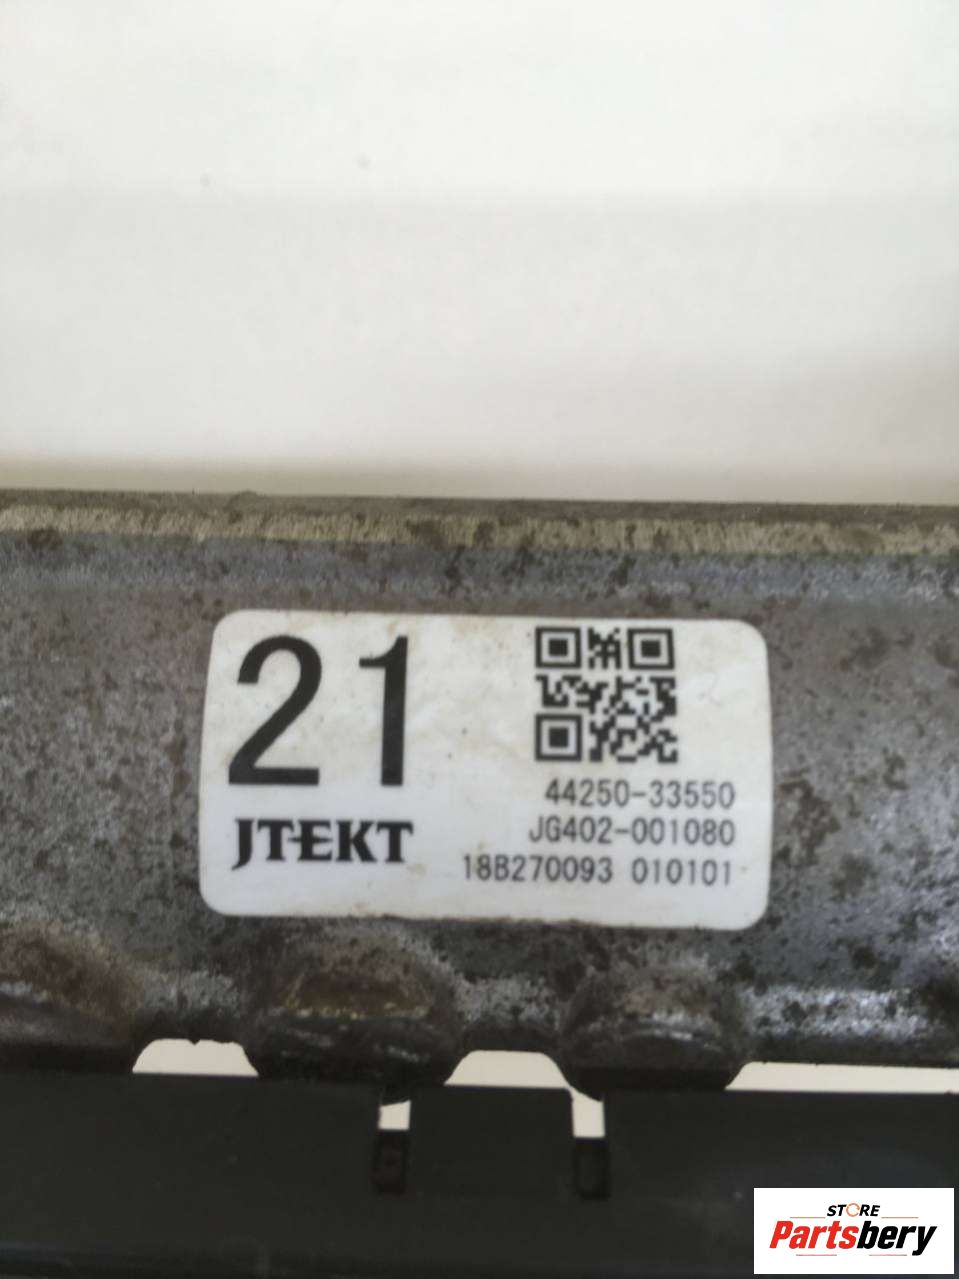 21
JTEKT
44250-33550
JG402-001080
18B270093 010101
STORE
Partsbery